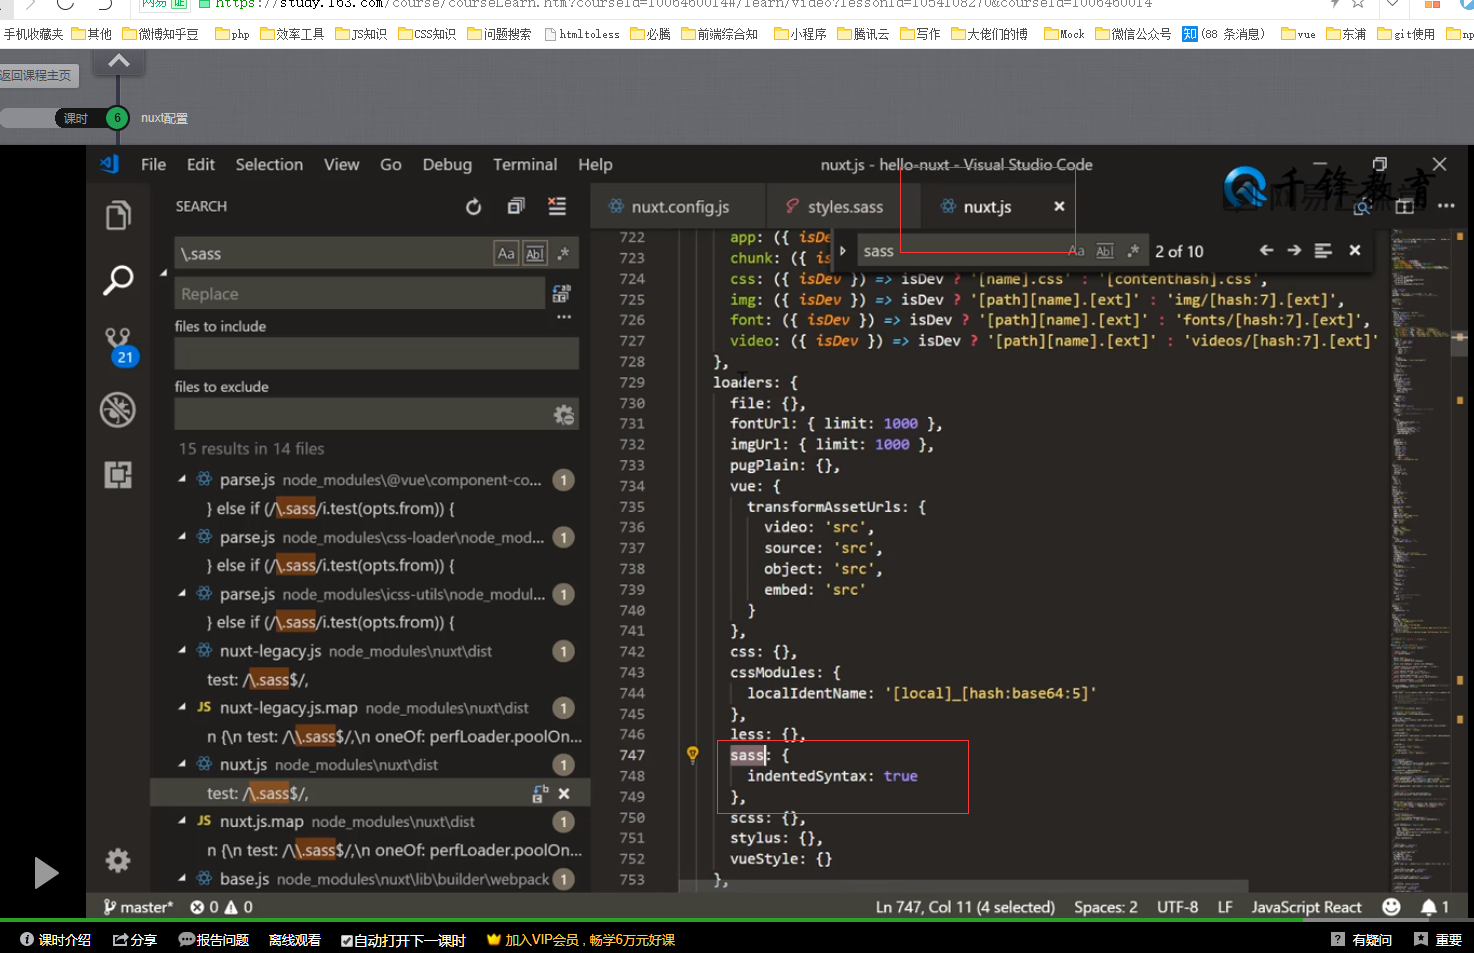 网易 证 https://study.163.com/course/courseLearn.htm?courseId=1006460014#/learn/video?lessonId=1054108270&courseId=1006460014
手机收藏夹 其他 微博知乎豆 php 效率工具 JS知识 CSS知识 问题搜索 htmltoless 必腾 前端综合知 小程序 腾讯云 写作 大佬们的博 Mock 微信公众号 知 (88 条消息) vue 东浦 git使用 np
返回课程主页
课时 6 nuxt配置
File Edit Selection View Go Debug Terminal Help nuxt.js - hello-nuxt - Visual Studio Code
千锋教育
SEARCH
nuxt.config.js styles.sass nuxt.js
\.sass
Aa Abl .*
Replace
files to include
21
files to exclude
15 results in 14 files
parse.js node_modules\@vue\component-co... 1
} else if (/\.sass/i.test(opts.from)) {
parse.js node_modules\css-loader\node_mod... 1
} else if (/\.sass/i.test(opts.from)) {
parse.js node_modules\icss-utils\node_modul... 1
} else if (/\.sass/i.test(opts.from)) {
nuxt-legacy.js node_modules\nuxt\dist 1
test: /\.sass$/,
JS nuxt-legacy.js.map node_modules\nuxt\dist 1
n {\n test: /\\.sass$/,\n oneOf: perfLoader.poolOn...
nuxt.js node_modules\nuxt\dist 1
test: /\.sass$/,
JS nuxt.js.map node_modules\nuxt\dist 1
n {\n test: /\\.sass$/,\n oneOf: perfLoader.poolOn...
base.js node_modules\nuxt\lib\builder\webpack 1
sass Aa Abl .* 2 of 10
722 app: ({ isDe
723 chunk: ({ is
724 css: ({ isDev }) => isDev ? '[name].css' : '[contenthash].css',
725 img: ({ isDev }) => isDev ? '[path][name].[ext]' : 'img/[hash:7].[ext]',
726 font: ({ isDev }) => isDev ? '[path][name].[ext]' : 'fonts/[hash:7].[ext]',
727 video: ({ isDev }) => isDev ? '[path][name].[ext]' : 'videos/[hash:7].[ext]'
728 },
729 loaders: {
730 file: {},
731 fontUrl: { limit: 1000 },
732 imgUrl: { limit: 1000 },
733 pugPlain: {},
734 vue: {
735 transformAssetUrls: {
736 video: 'src',
737 source: 'src',
738 object: 'src',
739 embed: 'src'
740 }
741 },
742 css: {},
743 cssModules: {
744 localIdentName: '[local]_[hash:base64:5]'
745 },
746 less: {},
747 sass: {
748 indentedSyntax: true
749 },
750 scss: {},
751 stylus: {},
752 vueStyle: {}
753 },
master* 0 0 Ln 747, Col 11 (4 selected) Spaces: 2 UTF-8 LF JavaScript React 1
课时介绍 分享 报告问题 离线观看 自动打开下一课时 加入VIP会员，畅学6万元好课 有疑问 重要